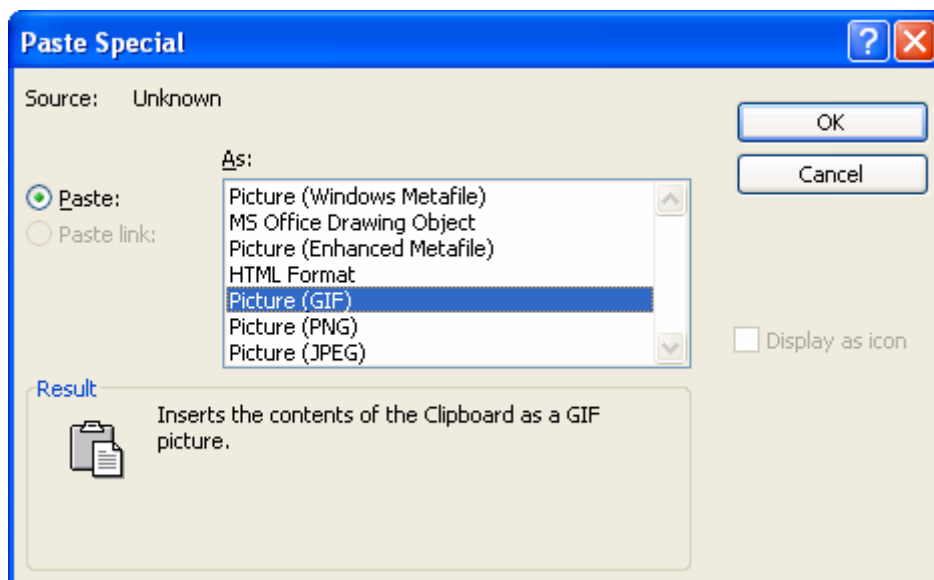 Paste Special
Source: Unknown
OK
As:
Cancel
Paste:
Paste link:
Picture (Windows Metafile)
MS Office Drawing Object
Picture (Enhanced Metafile)
HTML Format
Picture (GIF)
Picture (PNG)
Picture (JPEG)
Display as icon
Result
Inserts the contents of the Clipboard as a GIF
picture.